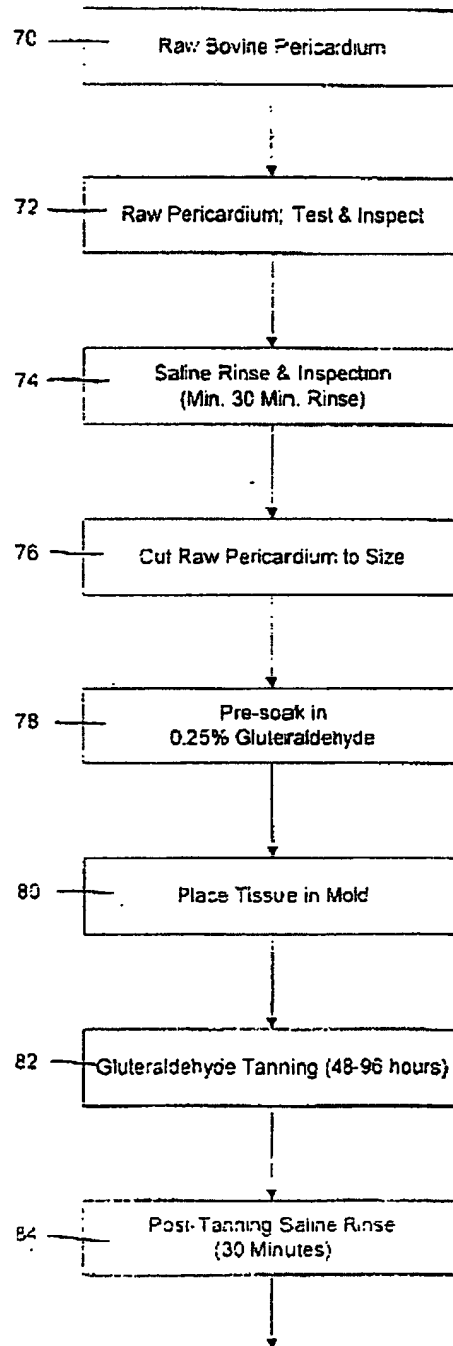 70 Raw Bovine Pericardium
72 Raw Pericardium; Test & Inspect
74 Saline Rinse & Inspection
(Min. 30 Min. Rinse)
76 Cut Raw Pericardium to Size
78 Pre-soak in
0.25% Gluteraldehyde
80 Place Tissue in Mold
82 Gluteraldehyde Tanning (48-96 hours)
84 Post-Tanning Saline Rinse
(30 Minutes)